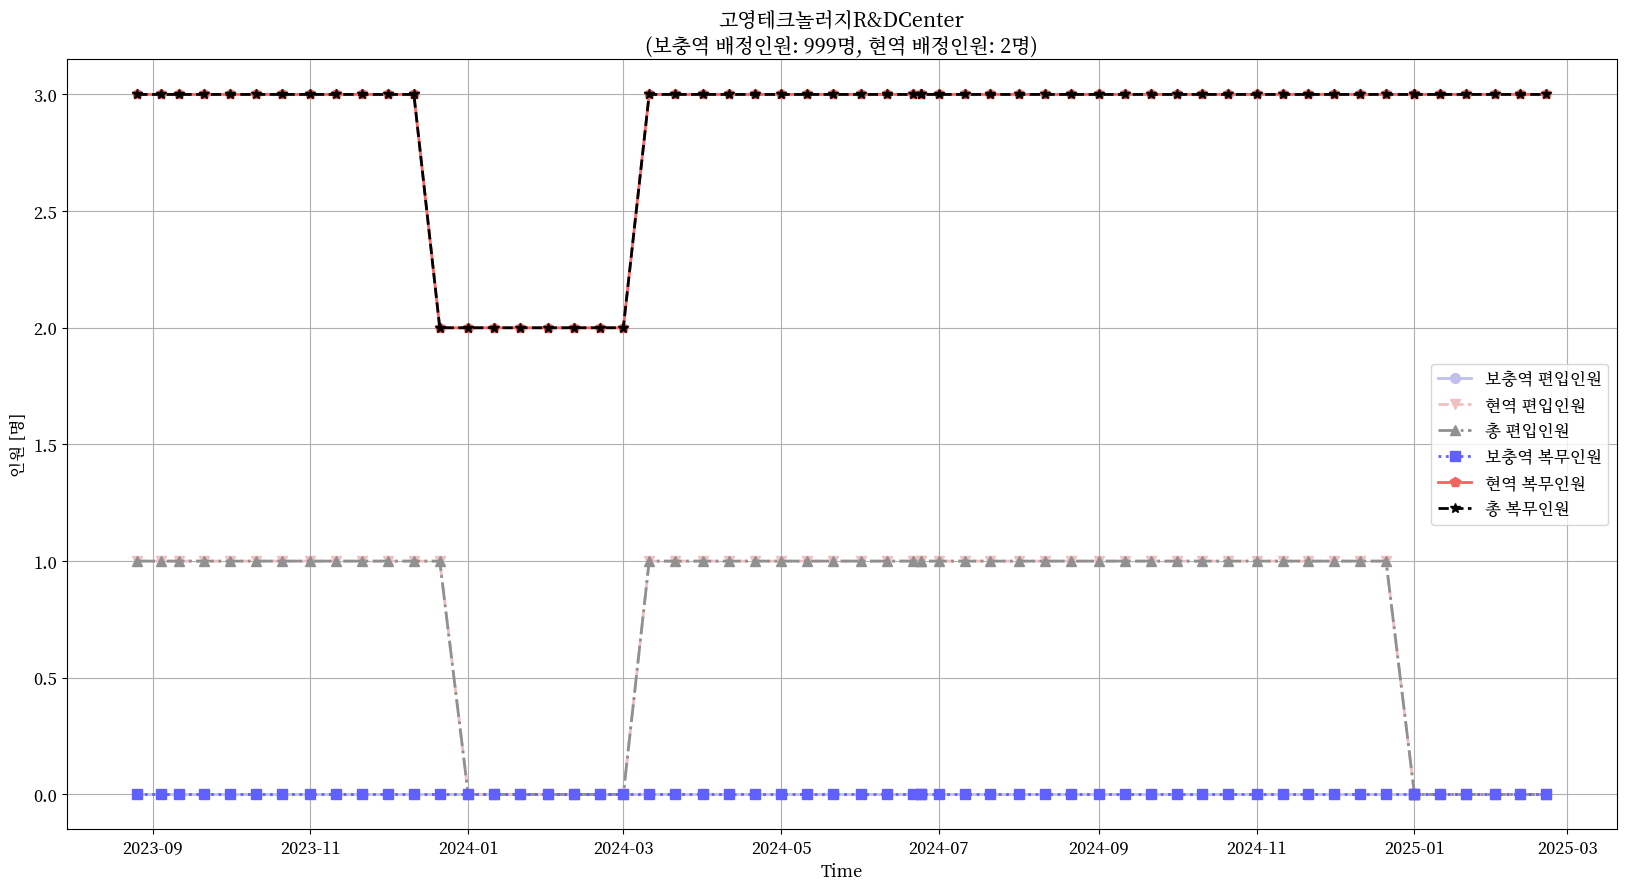 고영테크놀러지R&DCenter
(보충역 배정인원: 999명, 현역 배정인원: 2명)
3.0
2.5
2.0
1.5
1.0
0.5
0.0
인원 [명]
보충역 편입인원
현역 편입인원
총 편입인원
보충역 복무인원
현역 복무인원
총 복무인원
2023-09 2023-11 2024-01 2024-03 2024-05 2024-07 2024-09 2024-11 2025-01 2025-03
Time